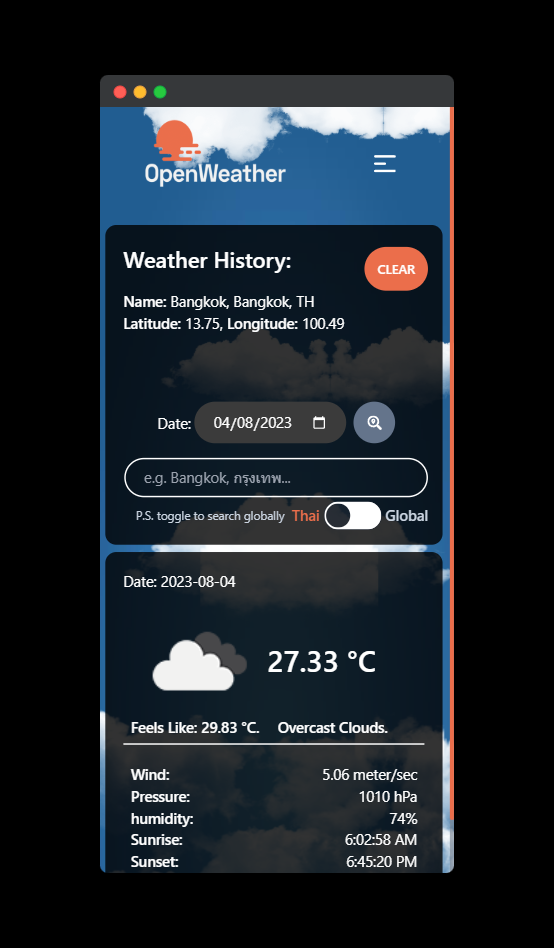 OpenWeather
Weather History:
CLEAR
Name: Bangkok, Bangkok, TH
Latitude: 13.75, Longitude: 100.49
Date: 04/08/2023
e.g. Bangkok, กรุงเทพ...
P.S. toggle to search globally Thai Global
Date: 2023-08-04
27.33 °C
Feels Like: 29.83 °C. Overcast Clouds.
Wind: 5.06 meter/sec
Pressure: 1010 hPa
humidity: 74%
Sunrise: 6:02:58 AM
Sunset: 6:45:20 PM